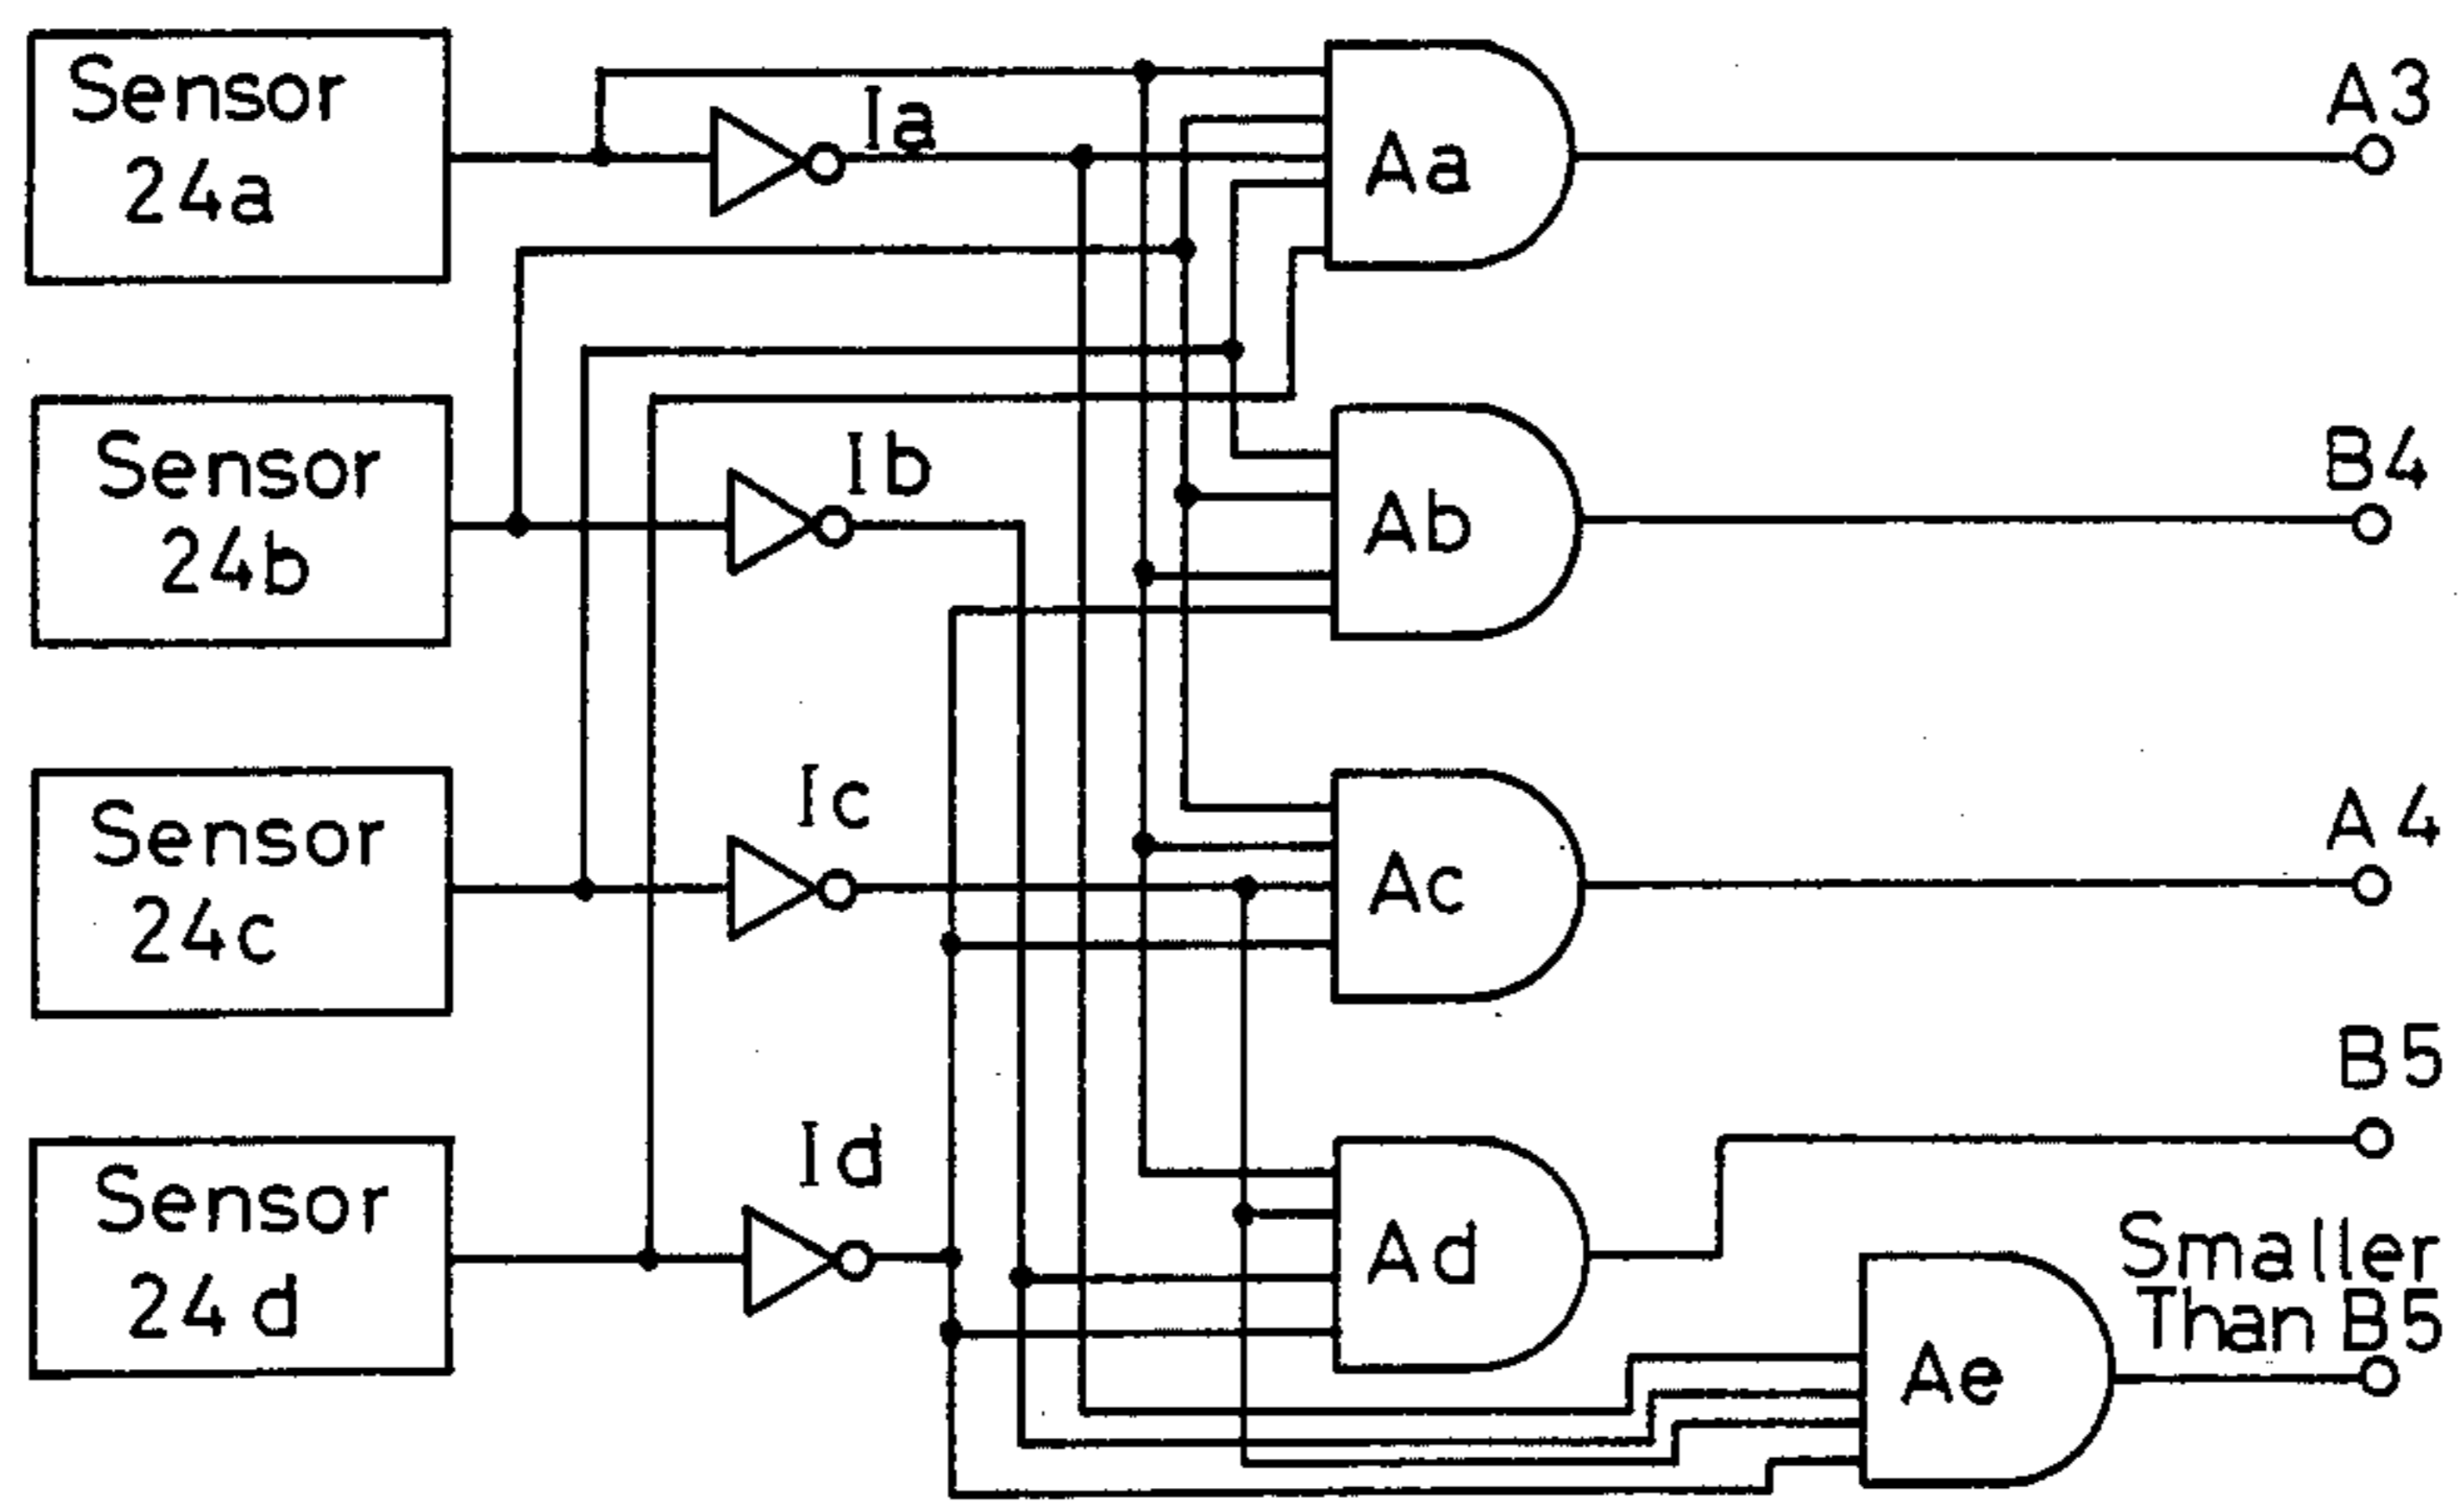 Sensor
24a
Ia
Aa
A3
Sensor
24b
Ib
Ab
B4
Sensor
24c
Ic
Ac
A4
Sensor
24d
Id
Ad
B5
Ae
Smaller
Than B5